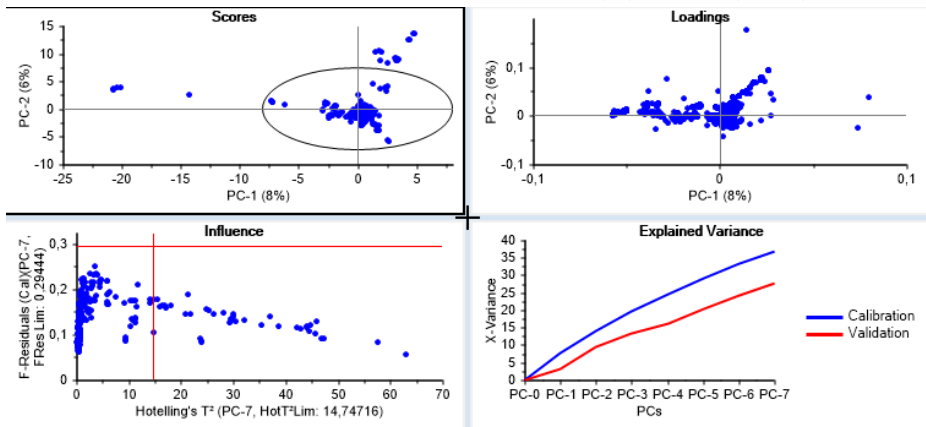 Scores
PC-2 (6%)
15
10
5
0
-5
-10
-25
-20
-15
-10
-5
0
5
PC-1 (8%)
Loadings
PC-2 (6%)
0,1
0
-0,1
-0,1
0
0,1
PC-1 (8%)
Influence
F-Residuals (Cal)(PC-7,
FResLim: 0,29444)
0,3
0,2
0,1
0
0
10
20
30
40
50
60
70
Hotelling's T² (PC-7, HotT²Lim: 14,74716)
Explained Variance
X-Variance
40
35
30
25
20
15
10
5
0
PC-0
PC-1
PC-2
PC-3
PC-4
PC-5
PC-6
PC-7
PCs
Calibration
Validation